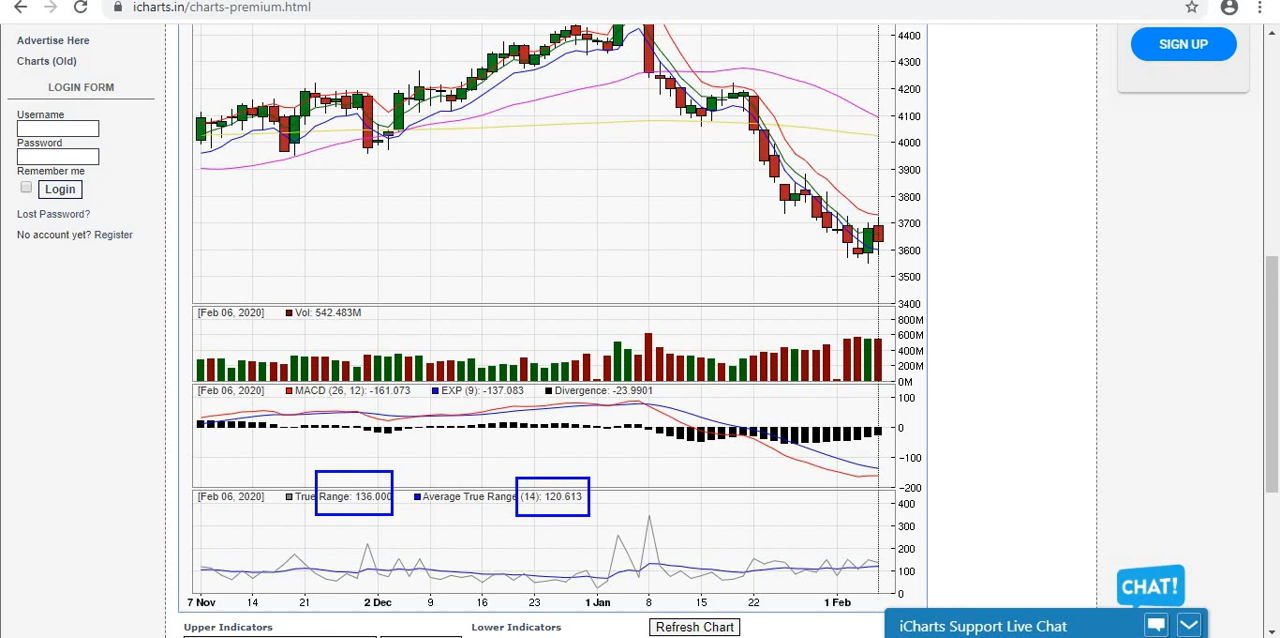 icharts.in/charts-premium.html
Advertise Here
Charts (Old)
LOGIN FORM
Username
Password
Remember me
Login
Lost Password?
No account yet? Register
SIGN UP
4400
4300
4200
4100
4000
3900
3800
3700
3600
3500
3400
[Feb 06, 2020] Vol: 542.483M
800M
600M
400M
200M
0M
[Feb 06, 2020] MACD (26, 12): -161.073 EXP (9): -137.083 Divergence: -23.9901
100
0
-100
-200
[Feb 06, 2020] True Range: 136.000 Average True Range (14): 120.613
400
300
200
100
0
7 Nov 14 21 2 Dec 9 16 23 1 Jan 8 15 22 1 Feb
CHAT!
iCharts Support Live Chat
Upper Indicators Lower Indicators Refresh Chart